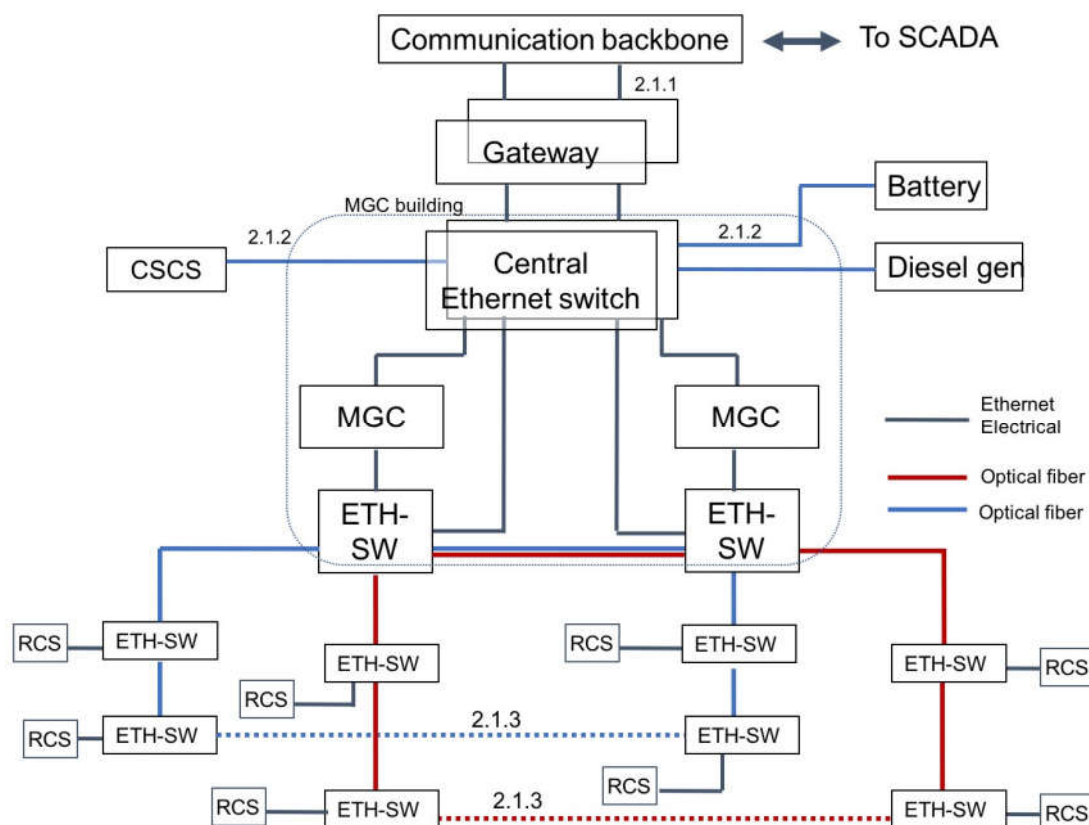 Communication backbone
To SCADA
2.1.1
Gateway
Battery
MGC building
2.1.2
2.1.2
CSCS
Central
Ethernet switch
Diesel gen
MGC
MGC
Ethernet
Electrical
Optical fiber
Optical fiber
ETH-
SW
ETH-
SW
RCS
ETH-SW
RCS
ETH-SW
ETH-SW
ETH-SW
RCS
RCS
RCS
ETH-SW
2.1.3
ETH-SW
RCS
RCS
ETH-SW
2.1.3
ETH-SW
RCS